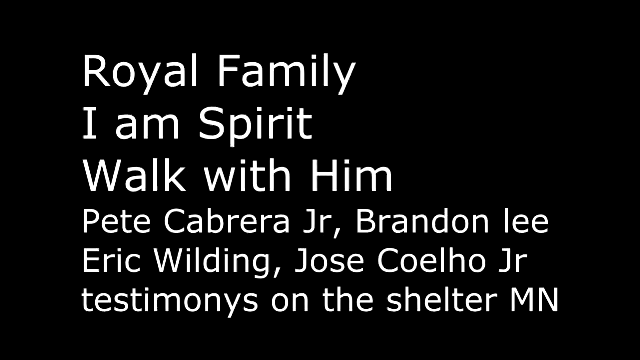 Royal Family
I am Spirit
Walk with Him
Pete Cabrera Jr, Brandon lee
Eric Wilding, Jose Coelho Jr
testimonys on the shelter MN